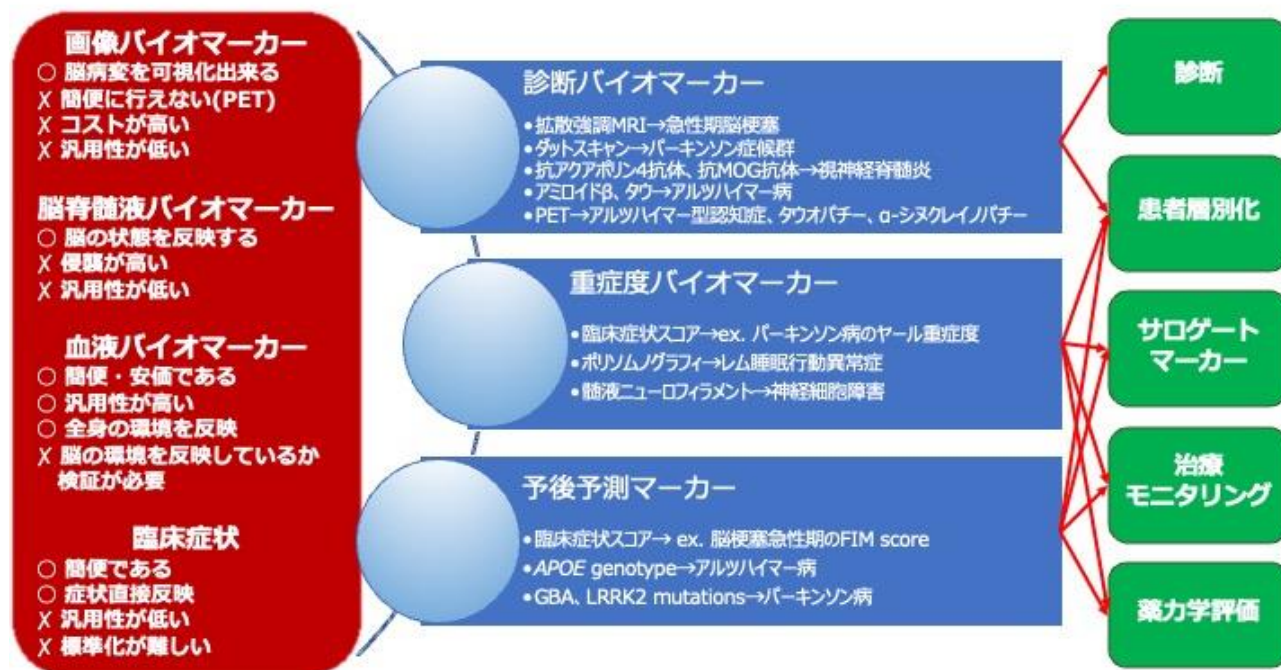 画像バイオマーカー
○ 脳病変を可視化出来る
✗ 簡便に行えない(PET)
✗ コストが高い
✗ 汎用性が低い
脳脊髄液バイオマーカー
○ 脳の状態を反映する
✗ 侵襲が高い
✗ 汎用性が低い
血液バイオマーカー
○ 簡便・安価である
○ 汎用性が高い
○ 全身の環境を反映
✗ 脳の環境を反映しているか
検証が必要
臨床症状
○ 簡便である
○ 症状直接反映
✗ 汎用性が低い
✗ 標準化が難しい
診断バイオマーカー
•拡散強調MRI→急性期脳梗塞
•ダットスキャン→パーキンソン症候群
•抗アクアポリン4抗体、抗MOG抗体→視神経脊髄炎
•アミロイドβ、タウ→アルツハイマー病
•PET→アルツハイマー型認知症、タウオパチー、α-シヌクレイノパチー
重症度バイオマーカー
•臨床症状スコア→ex. パーキンソン病のヤール重症度
•ポリソムノグラフィ→レム睡眠行動異常症
•髄液ニューロフィラメント→神経細胞障害
予後予測マーカー
•臨床症状スコア→ ex. 脳梗塞急性期のFIM score
•APOE genotype→アルツハイマー病
•GBA、LRRK2 mutations→パーキンソン病
診断
患者層別化
サロゲート
マーカー
治療
モニタリング
薬力学評価